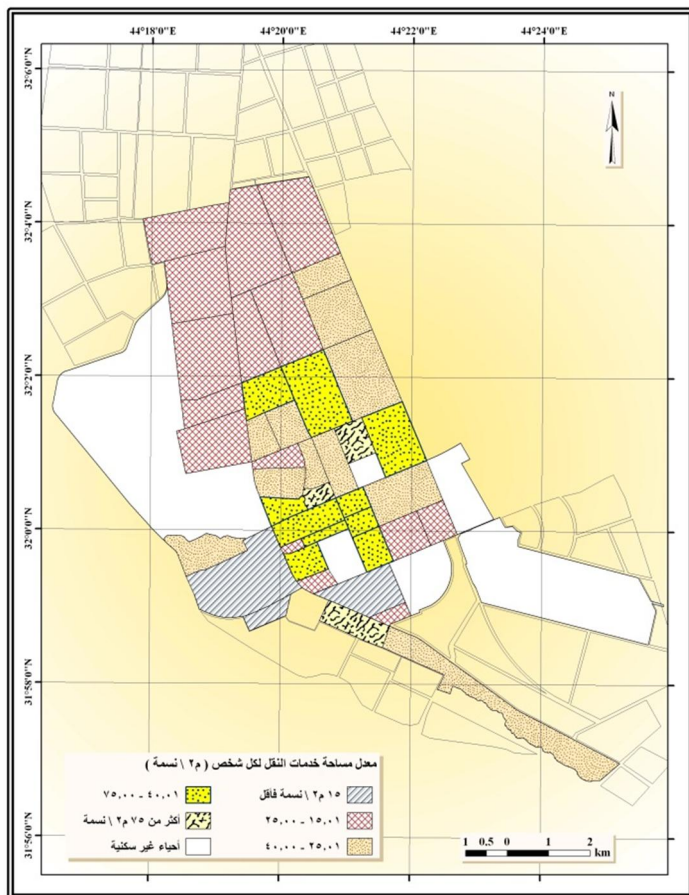 44°18'0"E 44°20'0"E 44°22'0"E 44°24'0"E
32°6'0"N
N
32°4'0"N
32°2'0"N
32°0'0"N
31°58'0"N
31°56'0"N
معدل مساحة خدمات النقل لكل شخص ( م٢ \ نسمة )
١٥ م٢ \ نسمة فأقل
١٥,٠١ - ٢٥,٠٠
٢٥,٠١ - ٤٠,٠٠
٤٠,٠١ - ٧٥,٠٠
أكثر من ٧٥ م٢ \ نسمة
أحياء غير سكنية
1 0.5 0 1 2
km